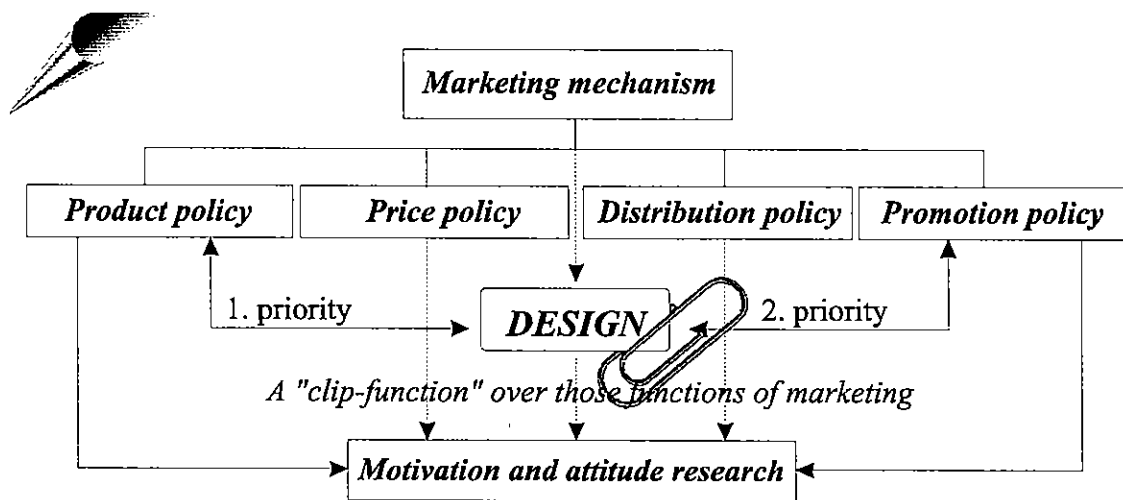 Marketing mechanism
Product policy
Price policy
Distribution policy
Promotion policy
1. priority
DESIGN
2. priority
A "clip-function" over those functions of marketing
Motivation and attitude research